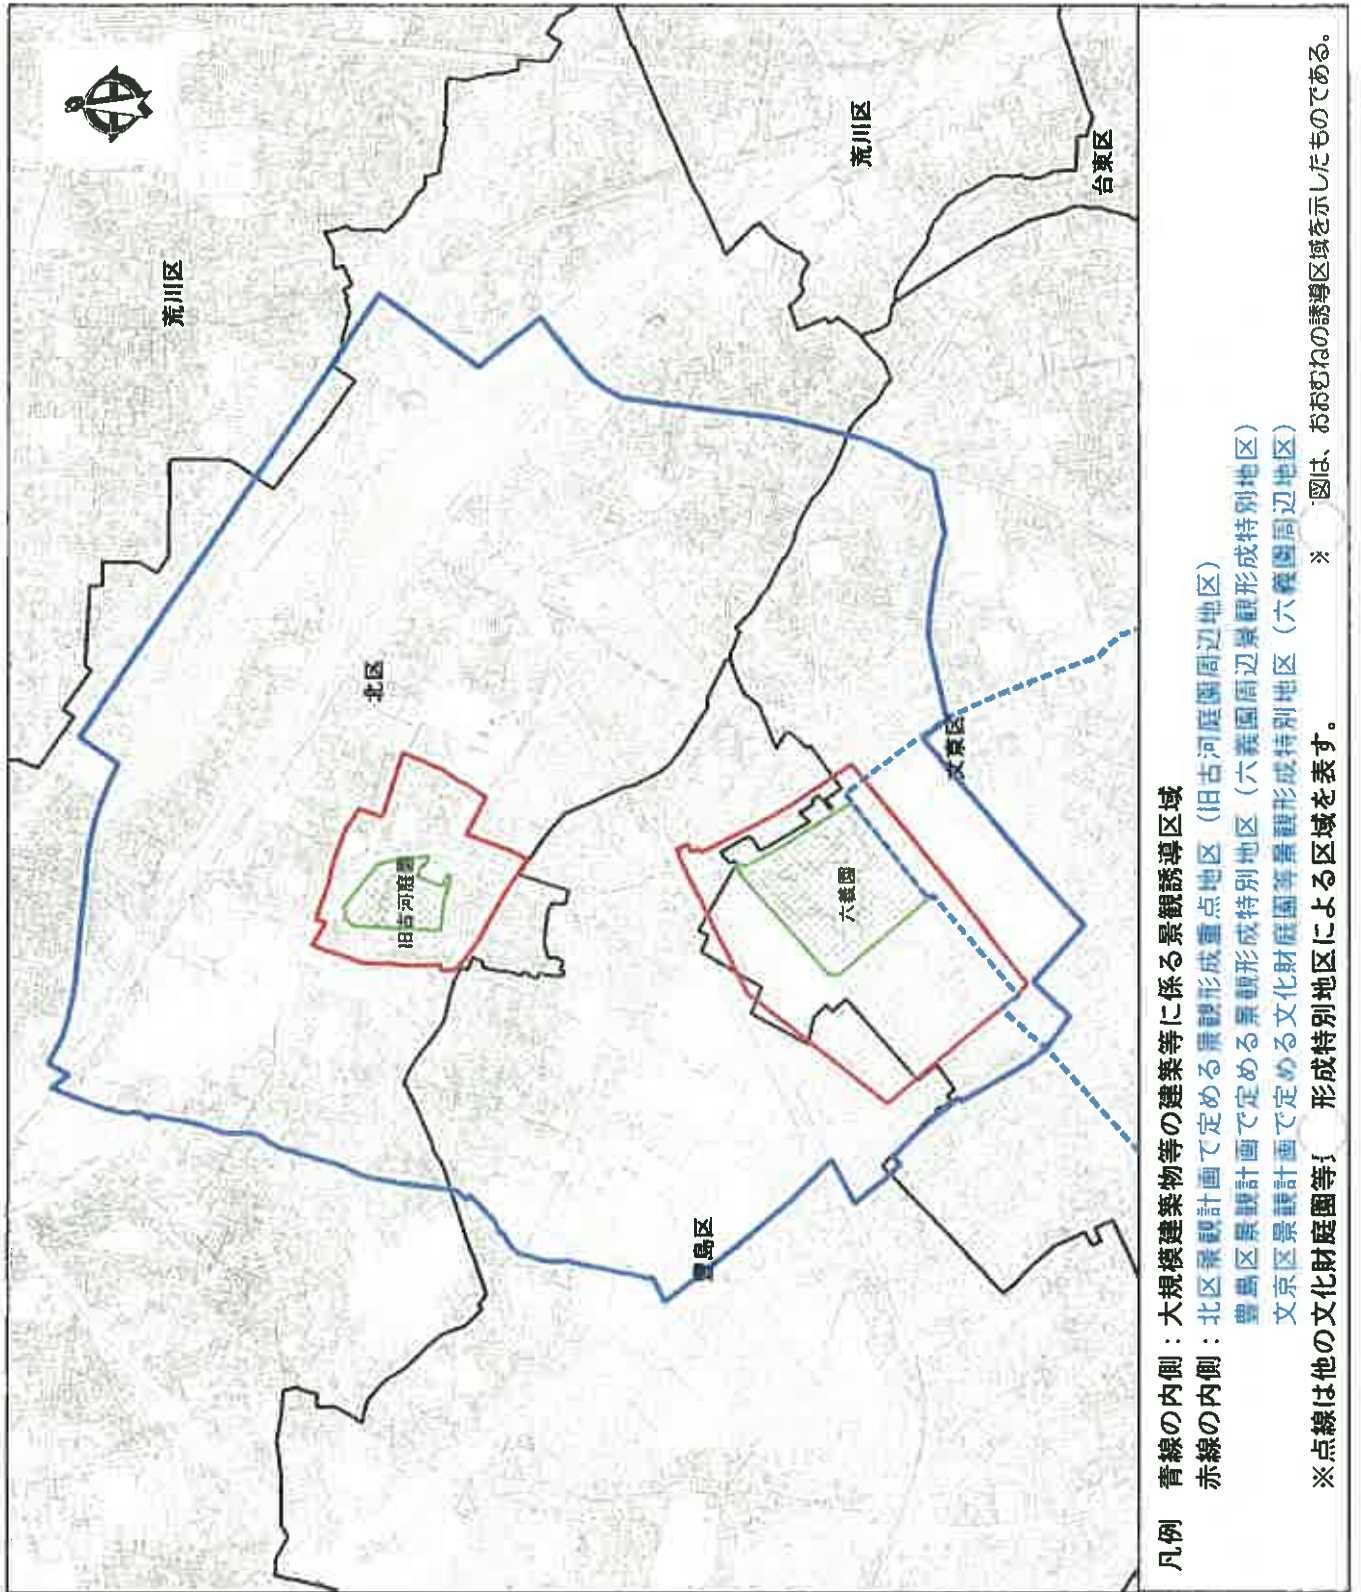 荒川区
北区
荒川区
台東区
旧古河庭園
六義園
文京区
豊島区
凡例 青線の内側：大規模建築物等の建築等に係る景観誘導区域
赤線の内側：北区景観計画で定める景観形成重点地区（旧古河庭園周辺地区）
豊島区景観計画で定める景観形成特別地区（六義園周辺景観形成特別地区）
文京区景観計画で定める文化財庭園等景観形成特別地区（六義園周辺地区）
※点線は他の文化財庭園等 形成特別地区による区域を表す。
※ 図は、おおむねの誘導区域を示したものである。